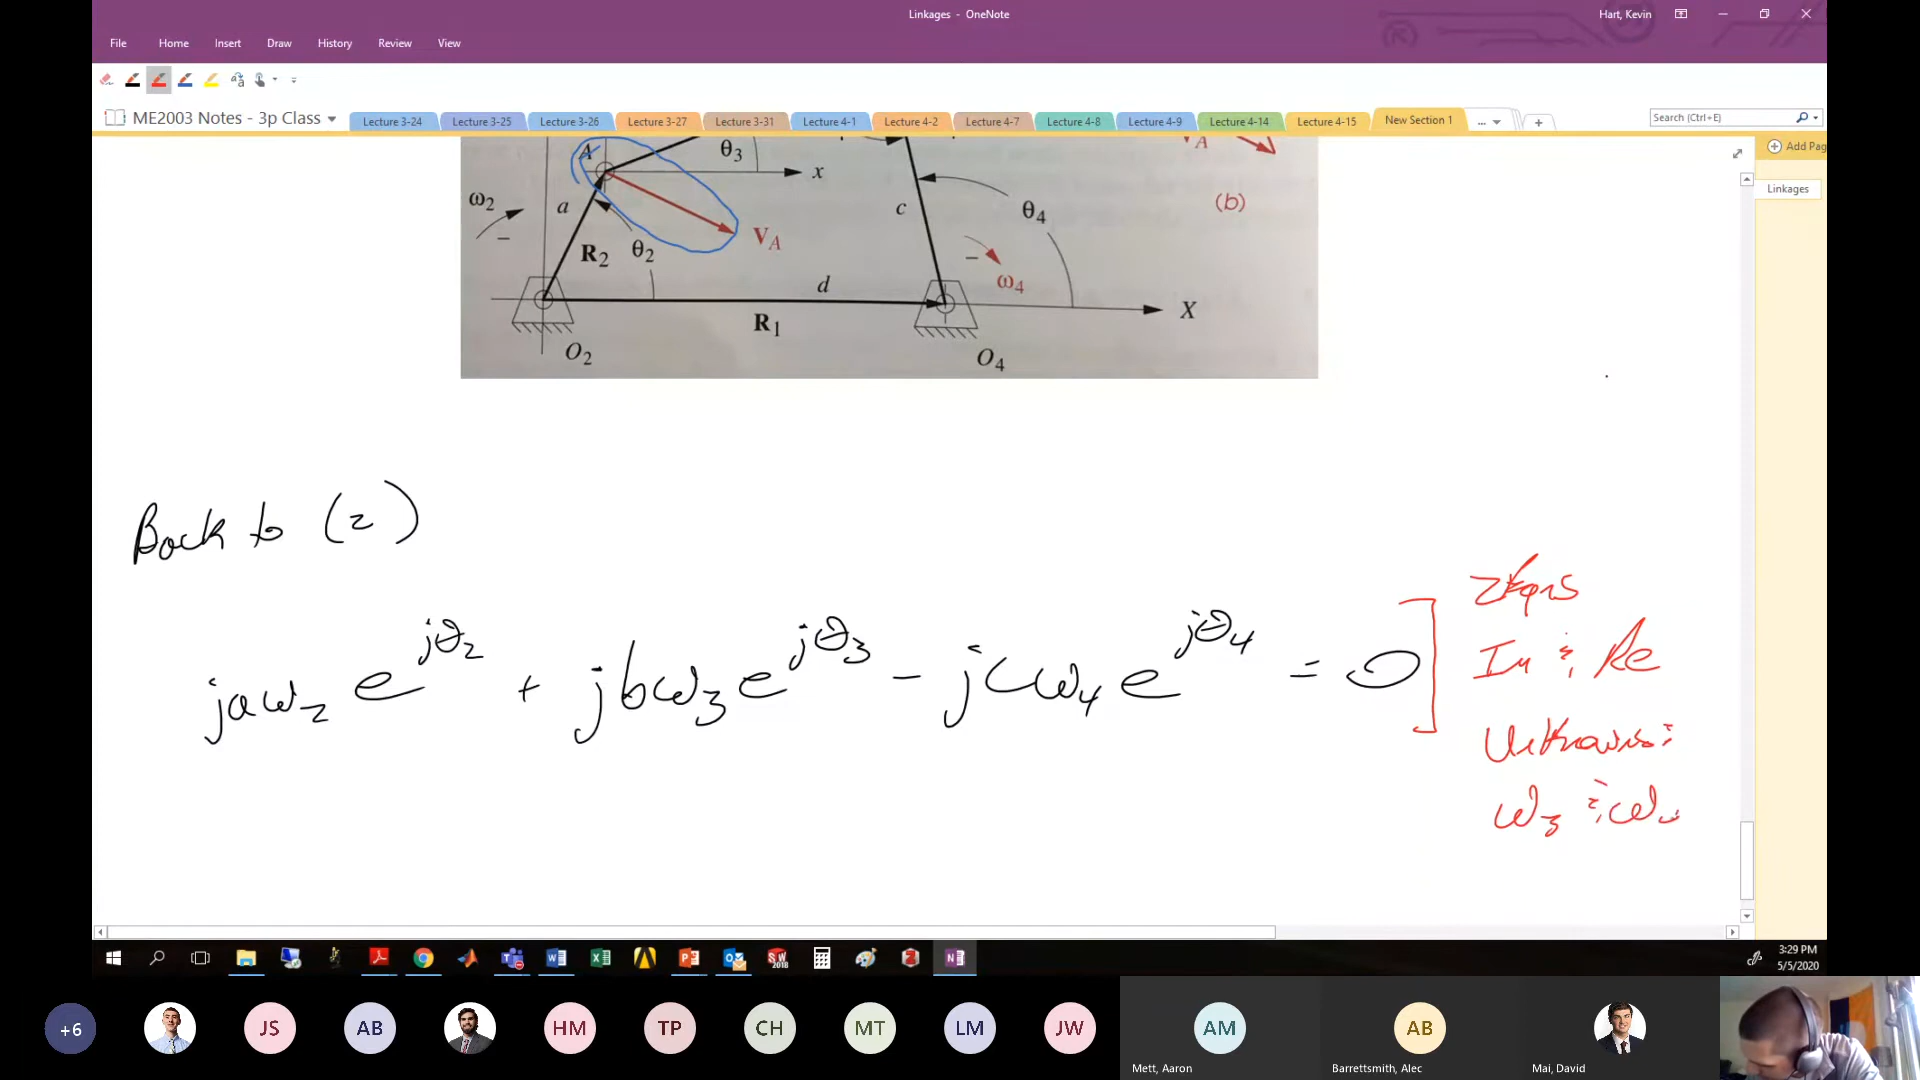 Linkages - OneNote
Hart, Kevin
File Home Insert Draw History Review View
ME2003 Notes - 3p Class
Lecture 3-24 Lecture 3-25 Lecture 3-26 Lecture 3-27 Lecture 3-31 Lecture 4-1 Lecture 4-2 Lecture 4-7 Lecture 4-8 Lecture 4-9 Lecture 4-14 Lecture 4-15 New Section 1 ... +
Search (Ctrl+E)
Add Pag
Linkages
A θ3 x
VA
ω2 a c θ4 (b)
–
R2 θ2 VA
– ω4
d
X
R1
O2 O4
Back to (2)
jaω₂ e^jθ₂ + jbω₃ e^jθ₃ - jcω₄ e^jθ₄ = 0
2 eqns
Im & Re
Unknowns:
ω₃ & ω₄
3:29 PM
5/5/2020
+6 JS AB HM TP CH MT LM JW AM AB
Mett, Aaron
Barrettsmith, Alec
Mai, David